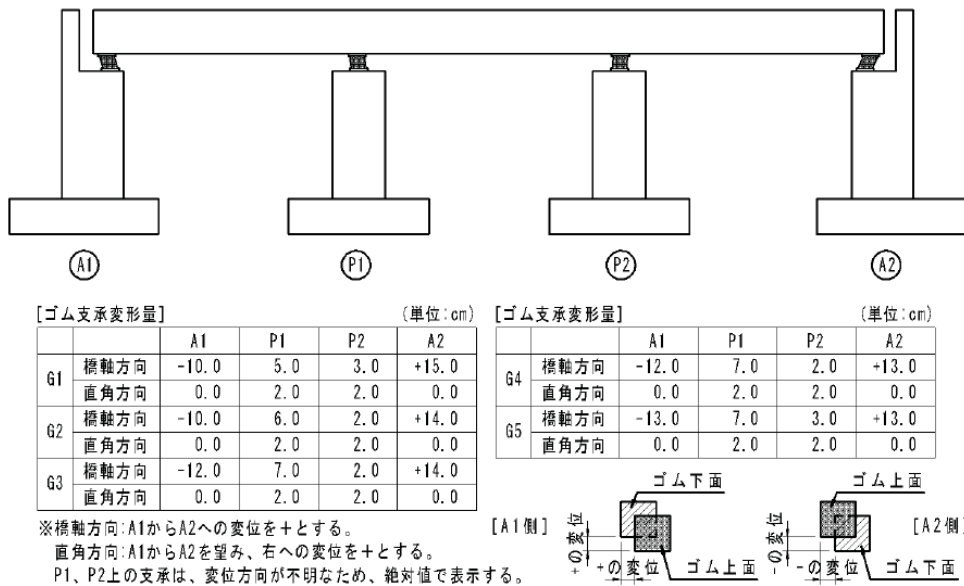 A1 P1 P2 A2
[ゴム支承変形量] (単位:cm)
A1 P1 P2 A2
G1 橋軸方向 -10.0 5.0 3.0 +15.0
直角方向 0.0 2.0 2.0 0.0
G2 橋軸方向 -10.0 6.0 2.0 +14.0
直角方向 0.0 2.0 2.0 0.0
G3 橋軸方向 -12.0 7.0 2.0 +14.0
直角方向 0.0 2.0 2.0 0.0
※橋軸方向:A1からA2への変位を+とする。
直角方向:A1からA2を望み、右への変位を+とする。
P1、P2上の支承は、変位方向が不明なため、絶対値で表示する。
[ゴム支承変形量] (単位:cm)
A1 P1 P2 A2
G4 橋軸方向 -12.0 7.0 2.0 +13.0
直角方向 0.0 2.0 2.0 0.0
G5 橋軸方向 -13.0 7.0 3.0 +13.0
直角方向 0.0 2.0 2.0 0.0
[A1側]
ゴム下面
+の変位
+の変位
ゴム上面
ゴム上面
[A2側]
-の変位
-の変位
ゴム下面